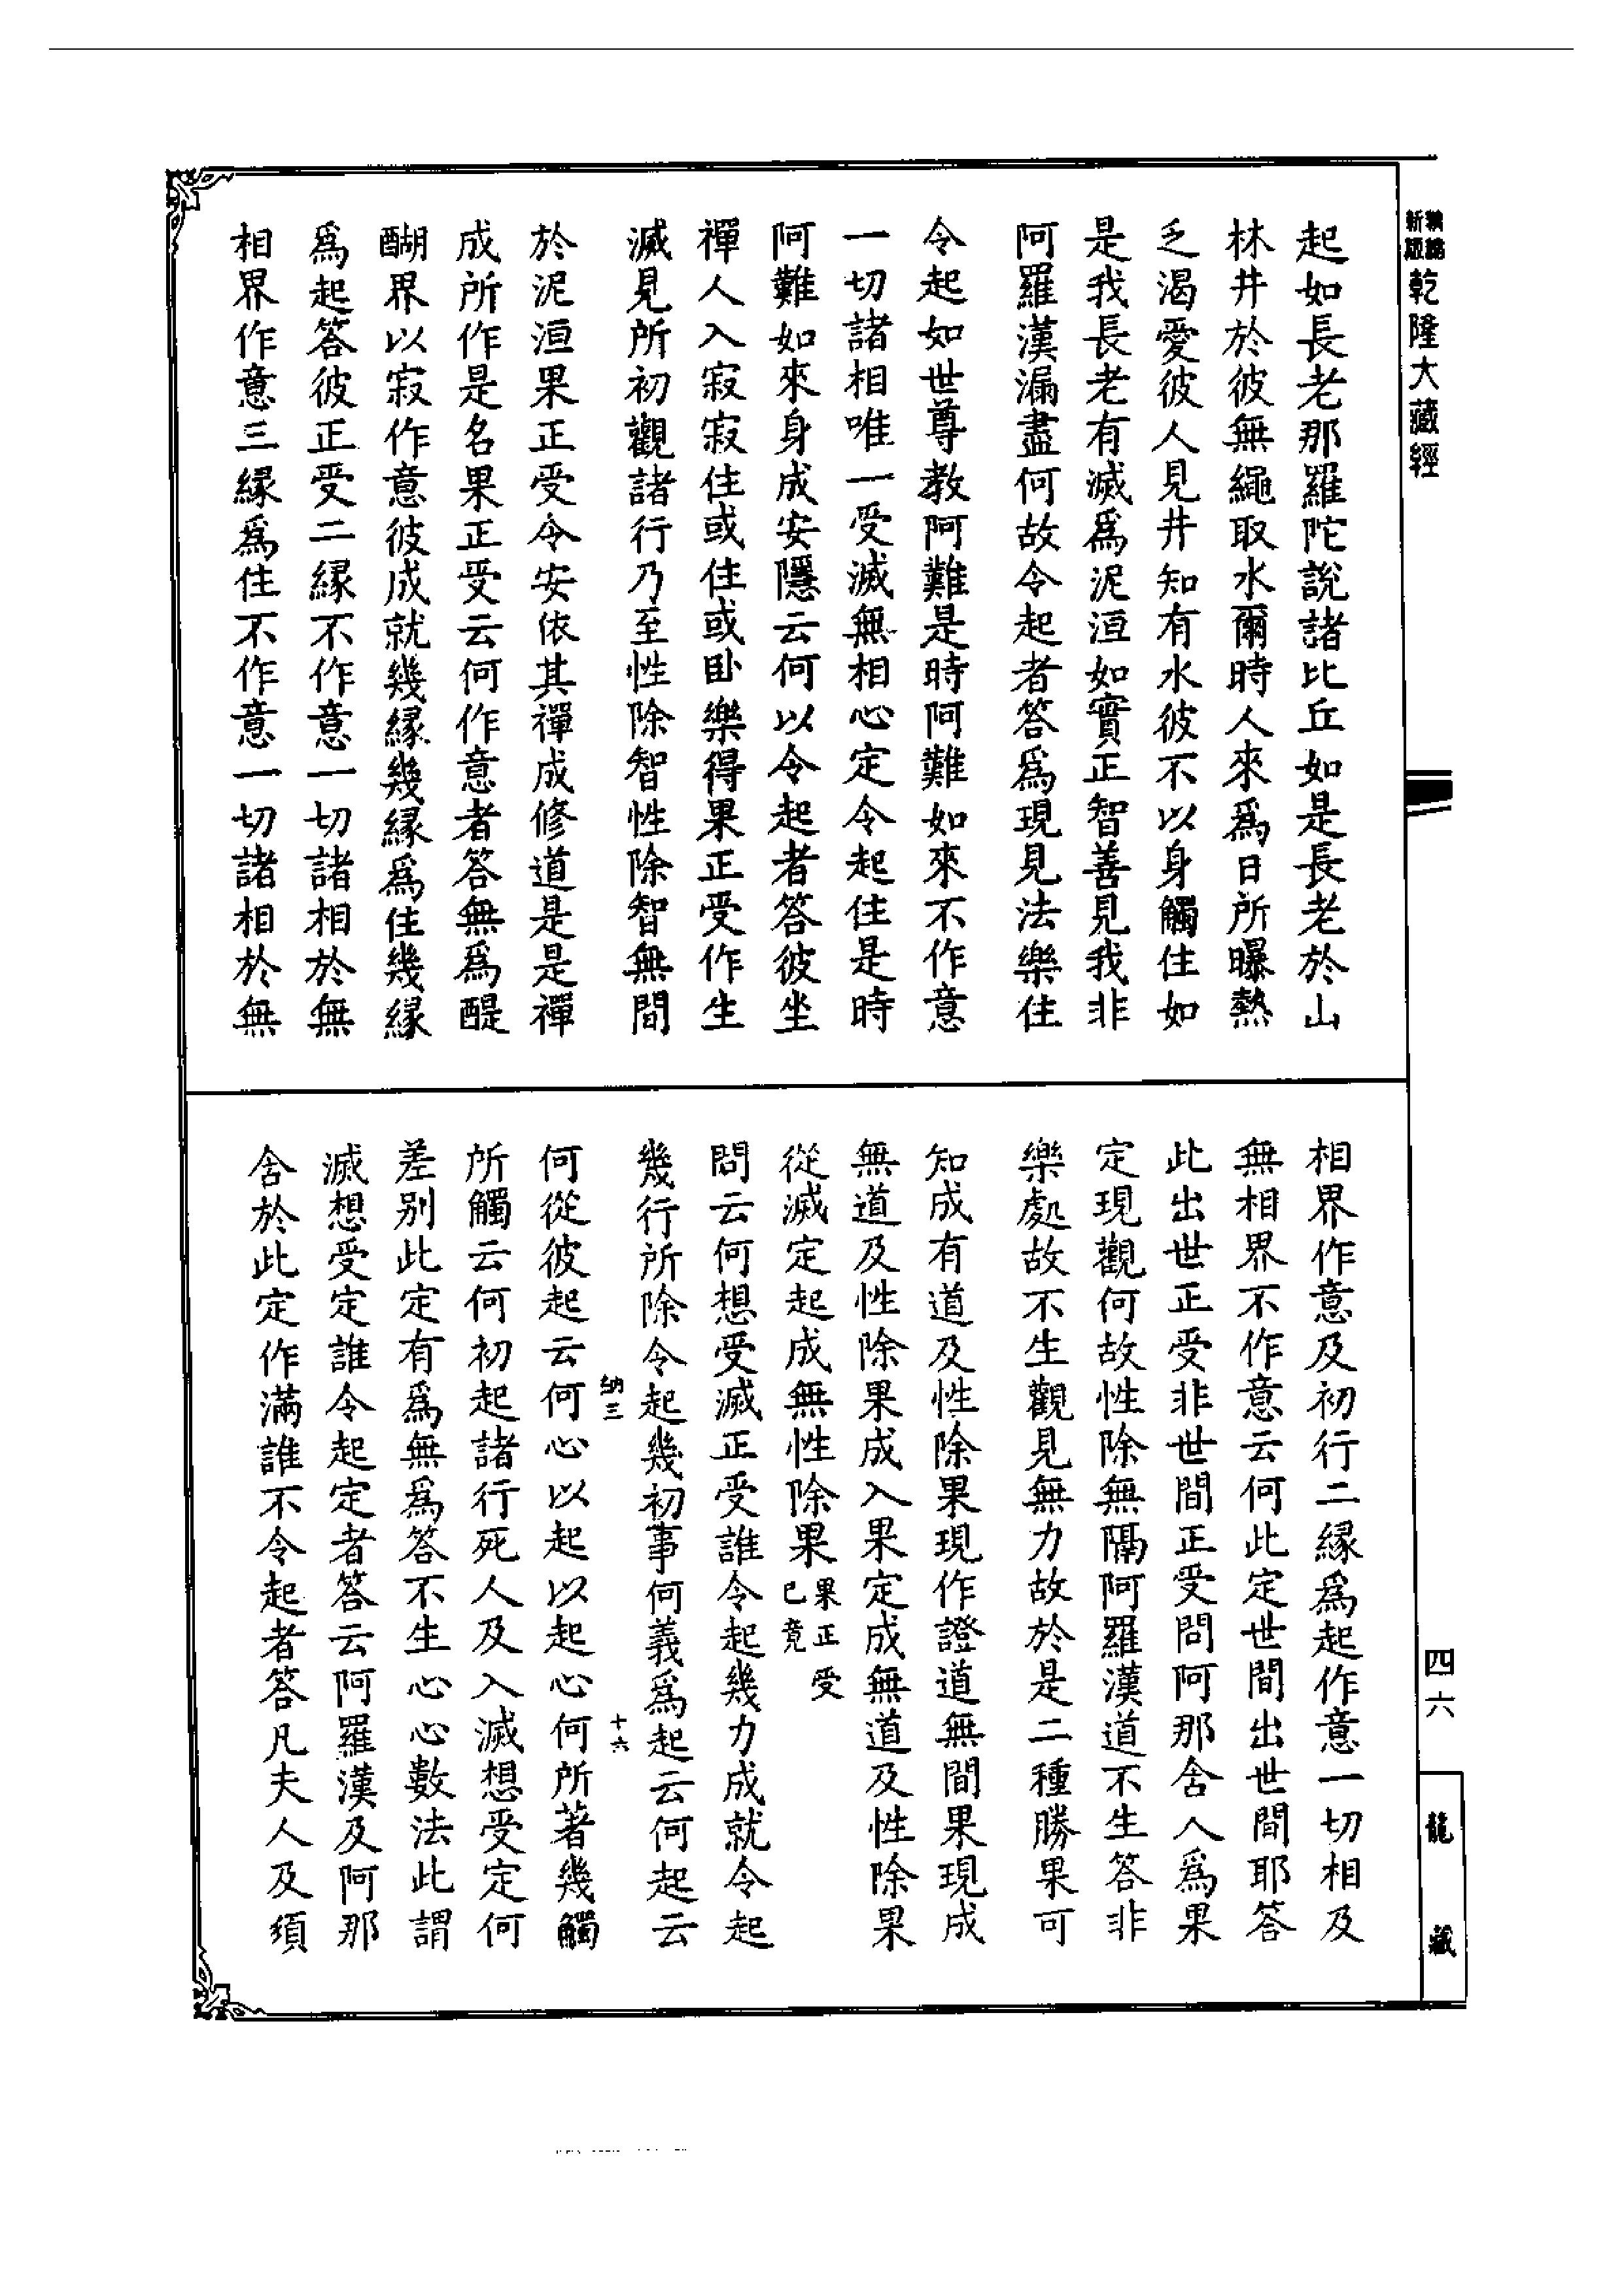 新版
精縮
乾隆大藏經
起如長老那羅陀說諸比丘如是長老於山
林井於彼無繩取水爾時人來爲日所曝熱
乏渴愛彼人見井知有水彼不以身觸住如
是我長老有滅爲泥洹如實正智善見我非
阿羅漢漏盡何故令起者答爲現見法樂住
令起如世尊教阿難是時阿難如來不作意
一切諸相唯一受滅無相心定令起住是時
阿難如來身成安隱云何以令起者答彼坐
禪人入寂寂住或住或卧樂得果正受作生
滅見所初觀諸行乃至性除智性除智無間
於泥洹果正受令安依其禪成修道是是禪
成所作是名果正受云何作意者答無爲醍
醐界以寂作意彼成就幾緣幾緣爲住幾緣
爲起答彼正受二緣不作意一切諸相於無
相界作意三緣爲住不作意一切諸相於無
相界作意及初行二緣爲起作意一切相及
無相界不作意云何此定世間出世間耶答
此出世正受非世間正受問阿那含人爲果
定現觀何故性除無隔阿羅漢道不生答非
樂處故不生觀見無力故於是二種勝果可
知成有道及性除果現作證道無間果現成
無道及性除果成入果定成無道及性除果
從滅定起成無性除果果正受已竟
問云何想受滅正受誰令起幾力成就令起
幾行所除令起幾初事何義爲起云何起云
納三
十六
何從彼起云何心以起以起心何所著幾觸
所觸云何初起諸行死人及入滅想受定何
差別此定有爲無爲答不生心心數法此謂
滅想受定誰令起定者答云阿羅漢及阿那
含於此定作滿誰不令起者答凡夫人及須
四六
龍藏